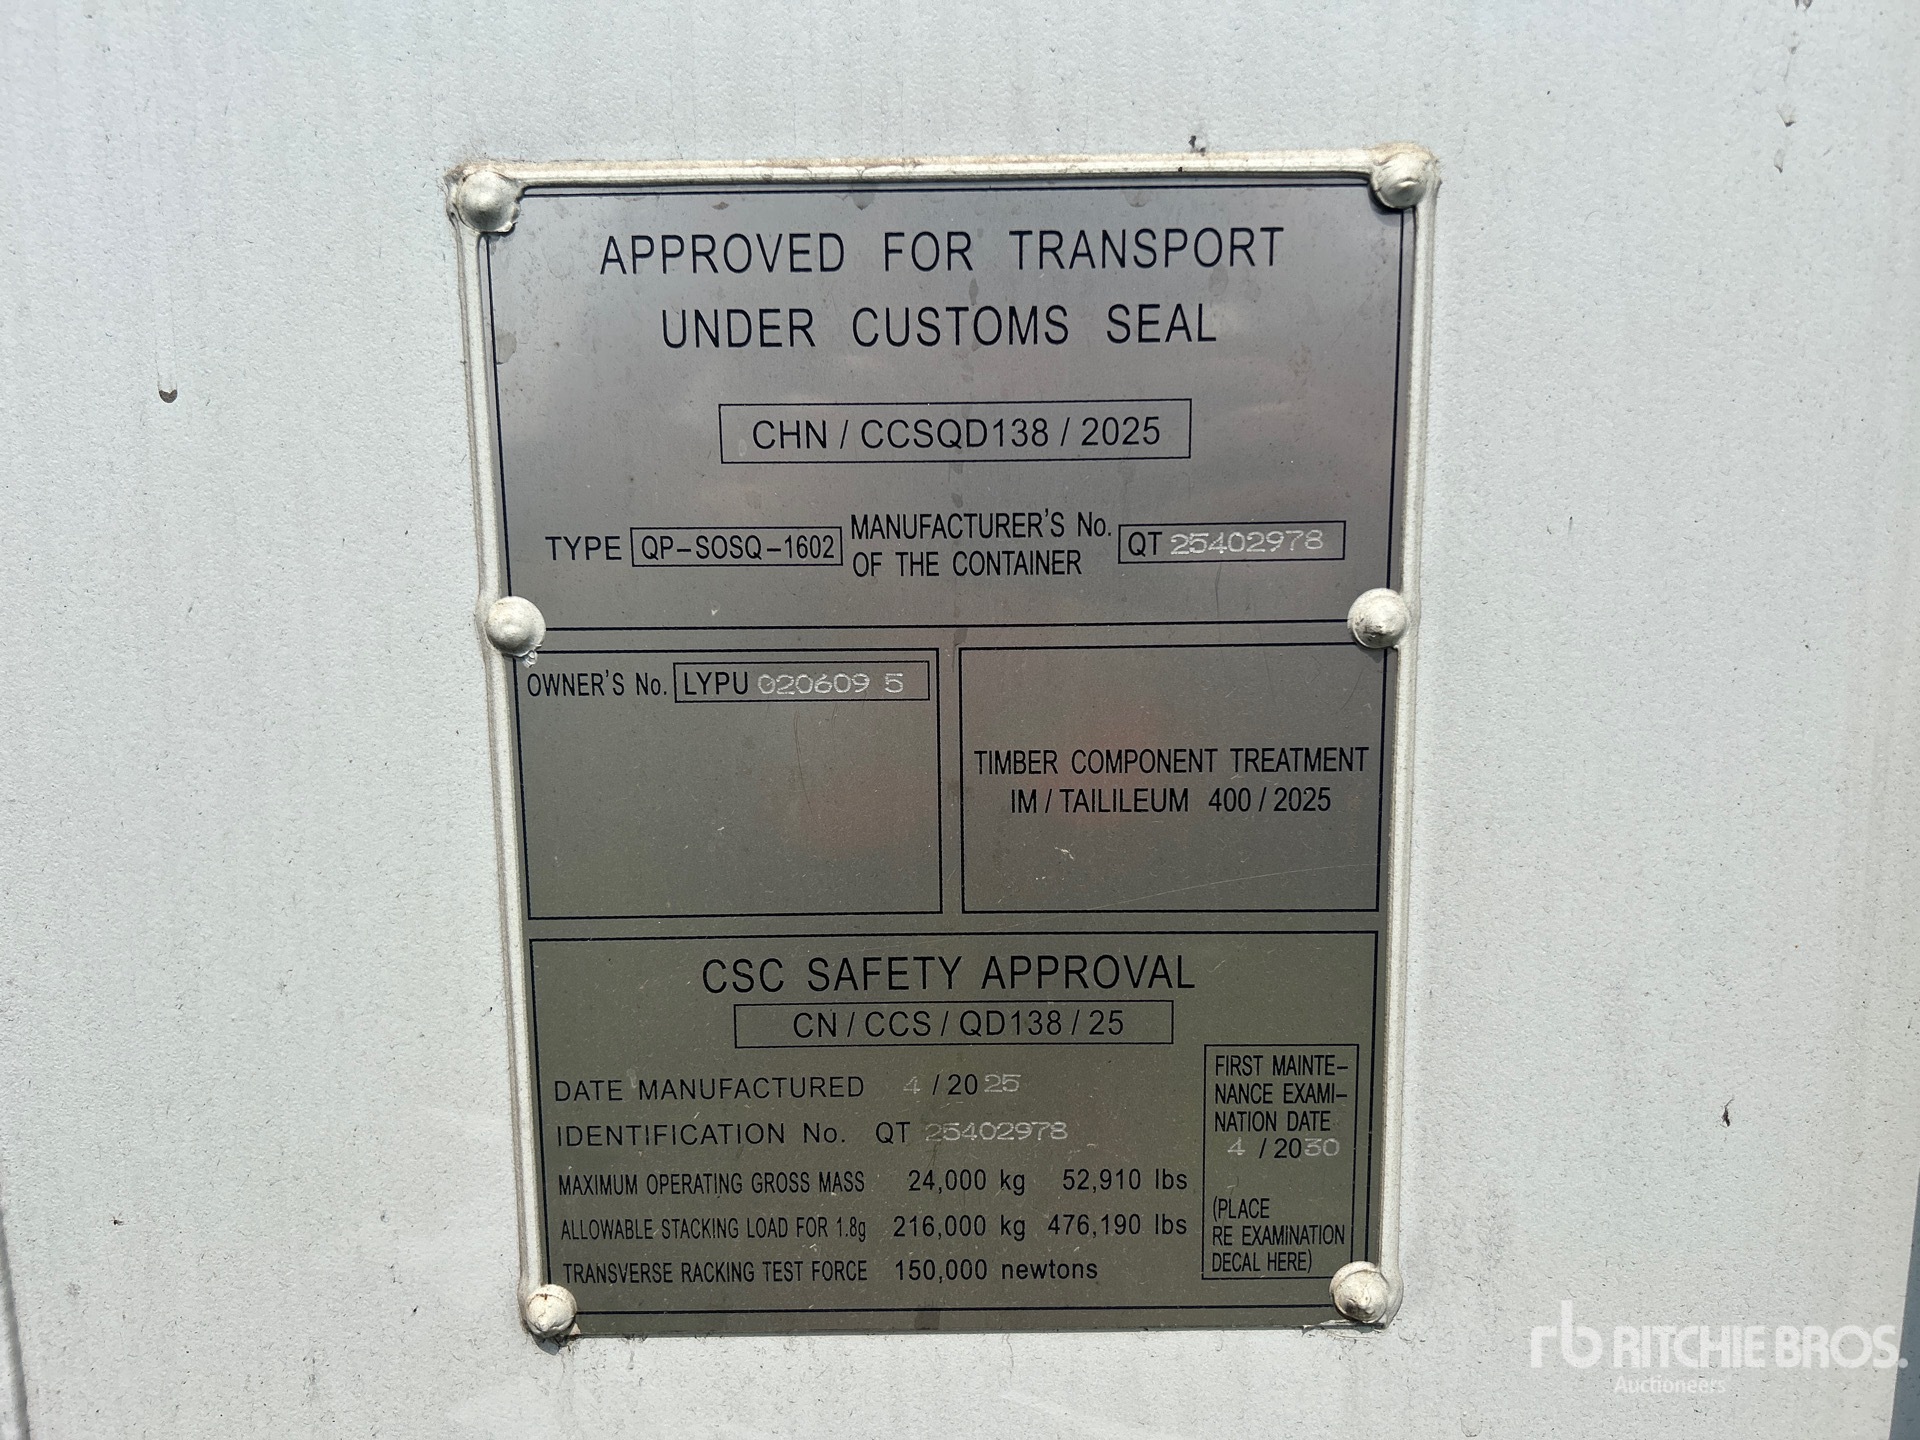 APPROVED FOR TRANSPORT
UNDER CUSTOMS SEAL
CHN / CCSQD138 / 2025
TYPE QP-SOSQ-1602 MANUFACTURER'S No. OF THE CONTAINER QT 25402978
OWNER'S No. LYPU 020609 5
TIMBER COMPONENT TREATMENT
IM / TAILILEUM 400 / 2025
CSC SAFETY APPROVAL
CN / CCS / QD138 / 25
DATE MANUFACTURED 4 / 2025
IDENTIFICATION No. QT 25402978
MAXIMUM OPERATING GROSS MASS 24,000 kg 52,910 lbs
ALLOWABLE STACKING LOAD FOR 1.8g 216,000 kg 476,190 lbs
TRANSVERSE RACKING TEST FORCE 150,000 newtons
FIRST MAINTE-
NANCE EXAMI-
NATION DATE
4 / 2030
(PLACE
RE EXAMINATION
DECAL HERE)
rb RITCHIE BROS.
Auctioneers